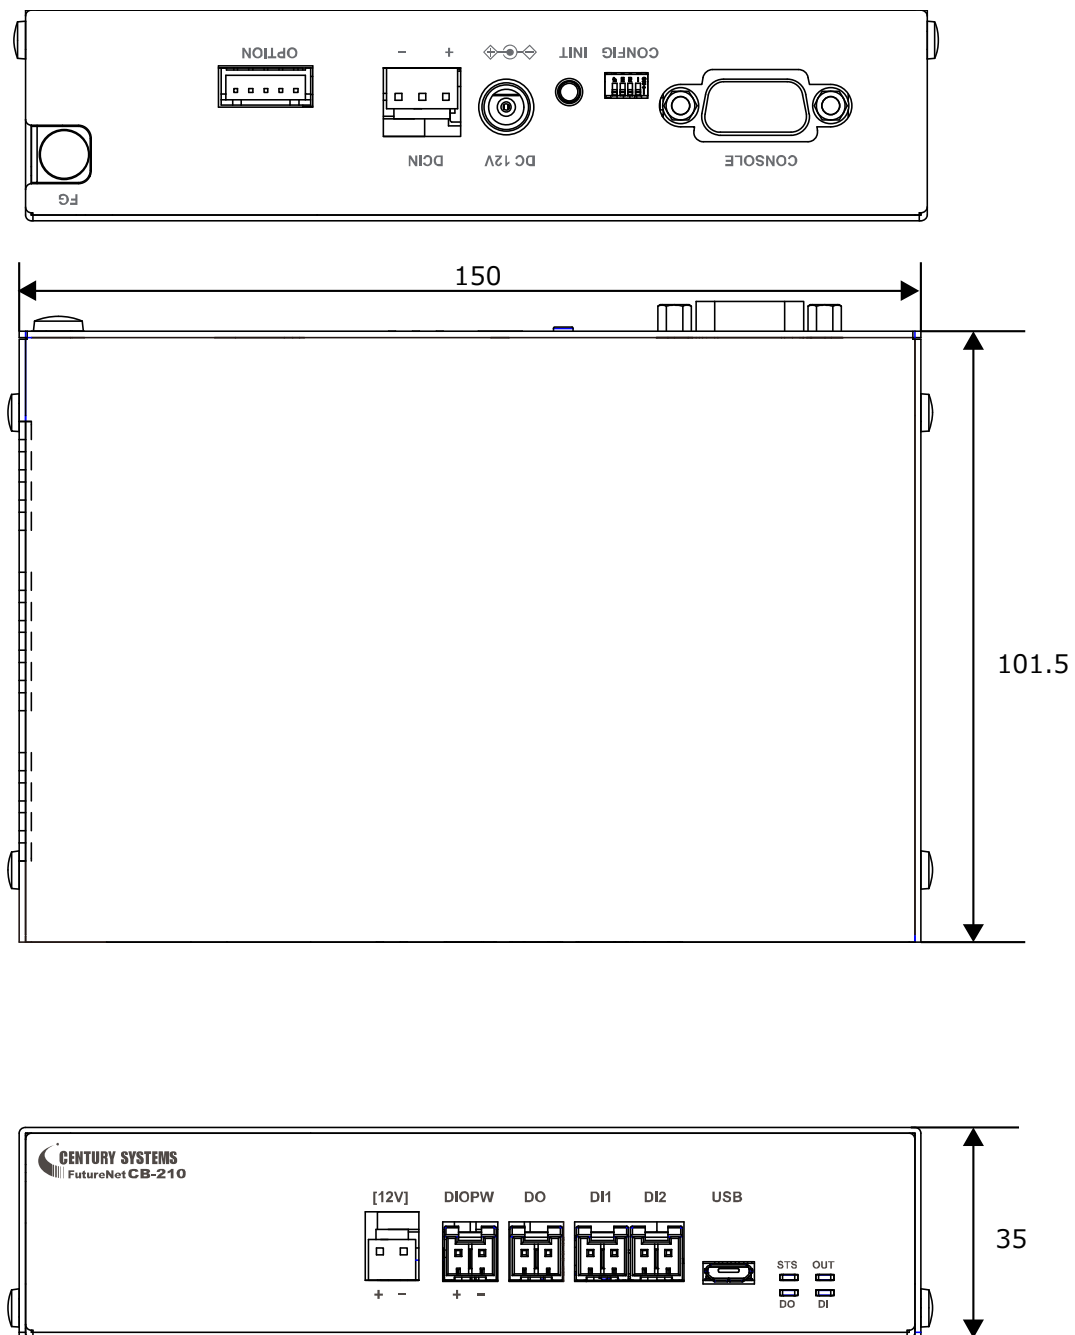 OPTION
- +
INIT
CONFIG
DCIN
DC 12V
CONSOLE
FG
150
101.5
CENTURY SYSTEMS
FutureNet CB-210
[12V] DIOPW DO DI1 DI2 USB
+ - + -
STS OUT
DO DI
35